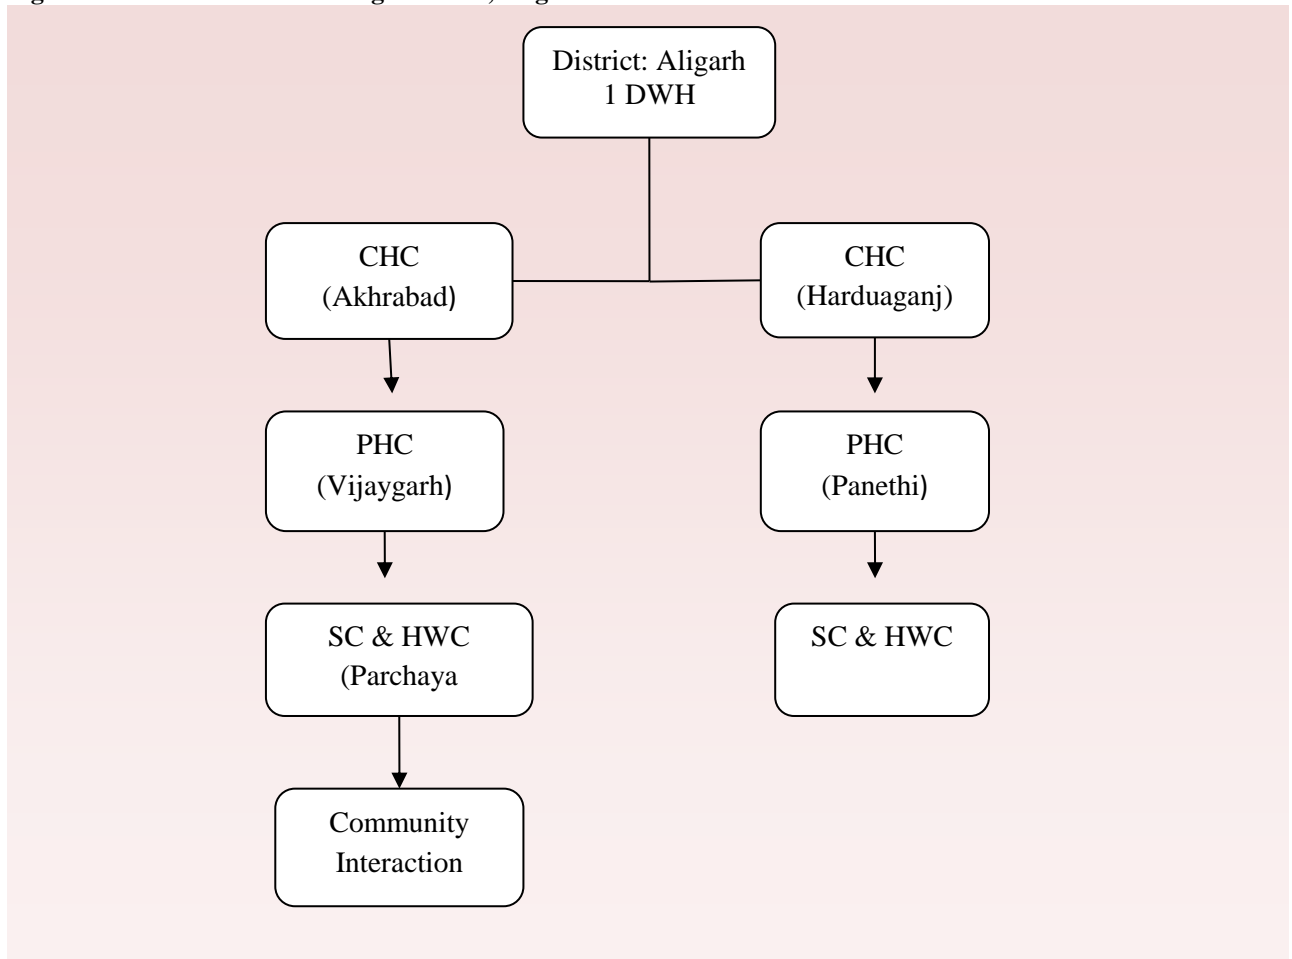 District: Aligarh
1 DWH
CHC
(Akhrabad)
CHC
(Harduaganj)
PHC
(Vijaygarh)
PHC
(Panethi)
SC & HWC
(Parchaya
SC & HWC
Community
Interaction